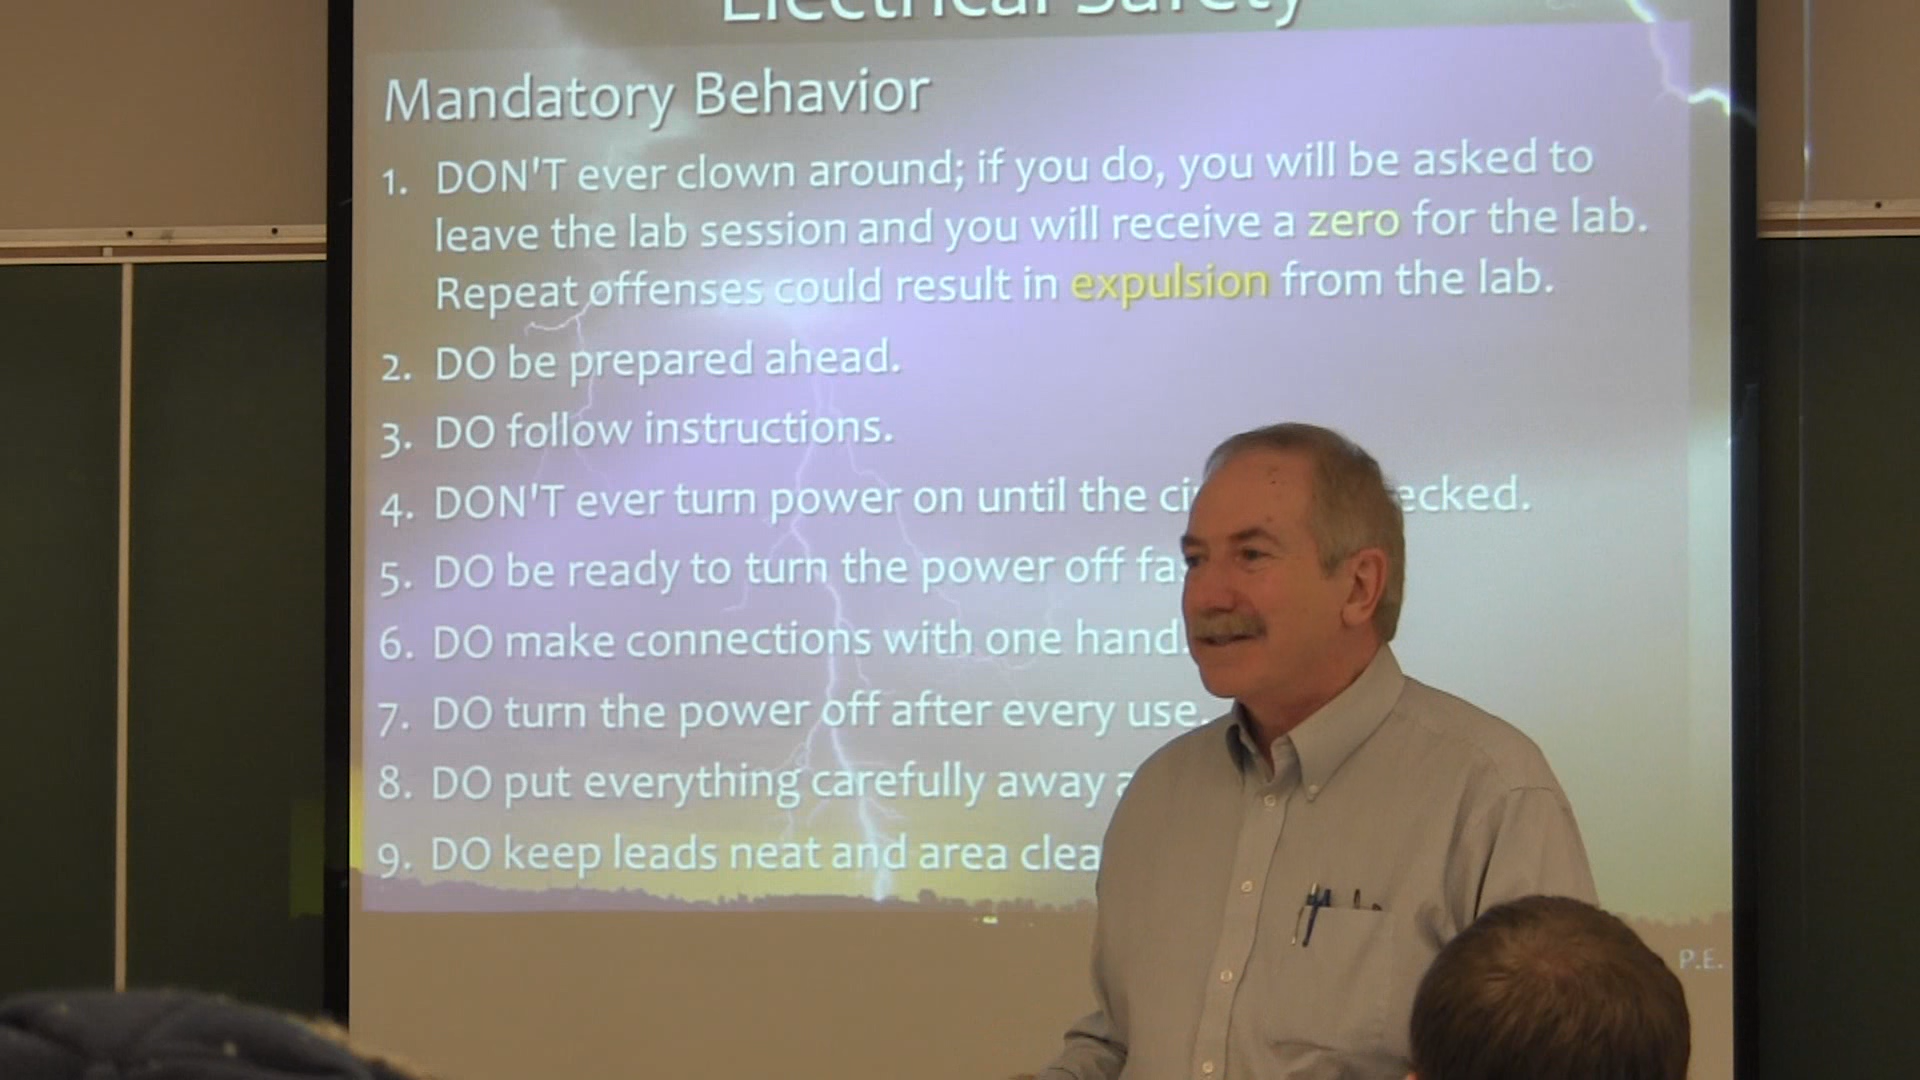 Electrical Safety
Mandatory Behavior
1. DON'T ever clown around; if you do, you will be asked to
leave the lab session and you will receive a zero for the lab.
Repeat offenses could result in expulsion from the lab.
2. DO be prepared ahead.
3. DO follow instructions.
4. DON'T ever turn power on until the
5. DO be ready to turn the power off
6. DO make connections with one hand.
7. DO turn the power off after every use.
8. DO put everything carefully away
9. DO keep leads neat and area
P.E.